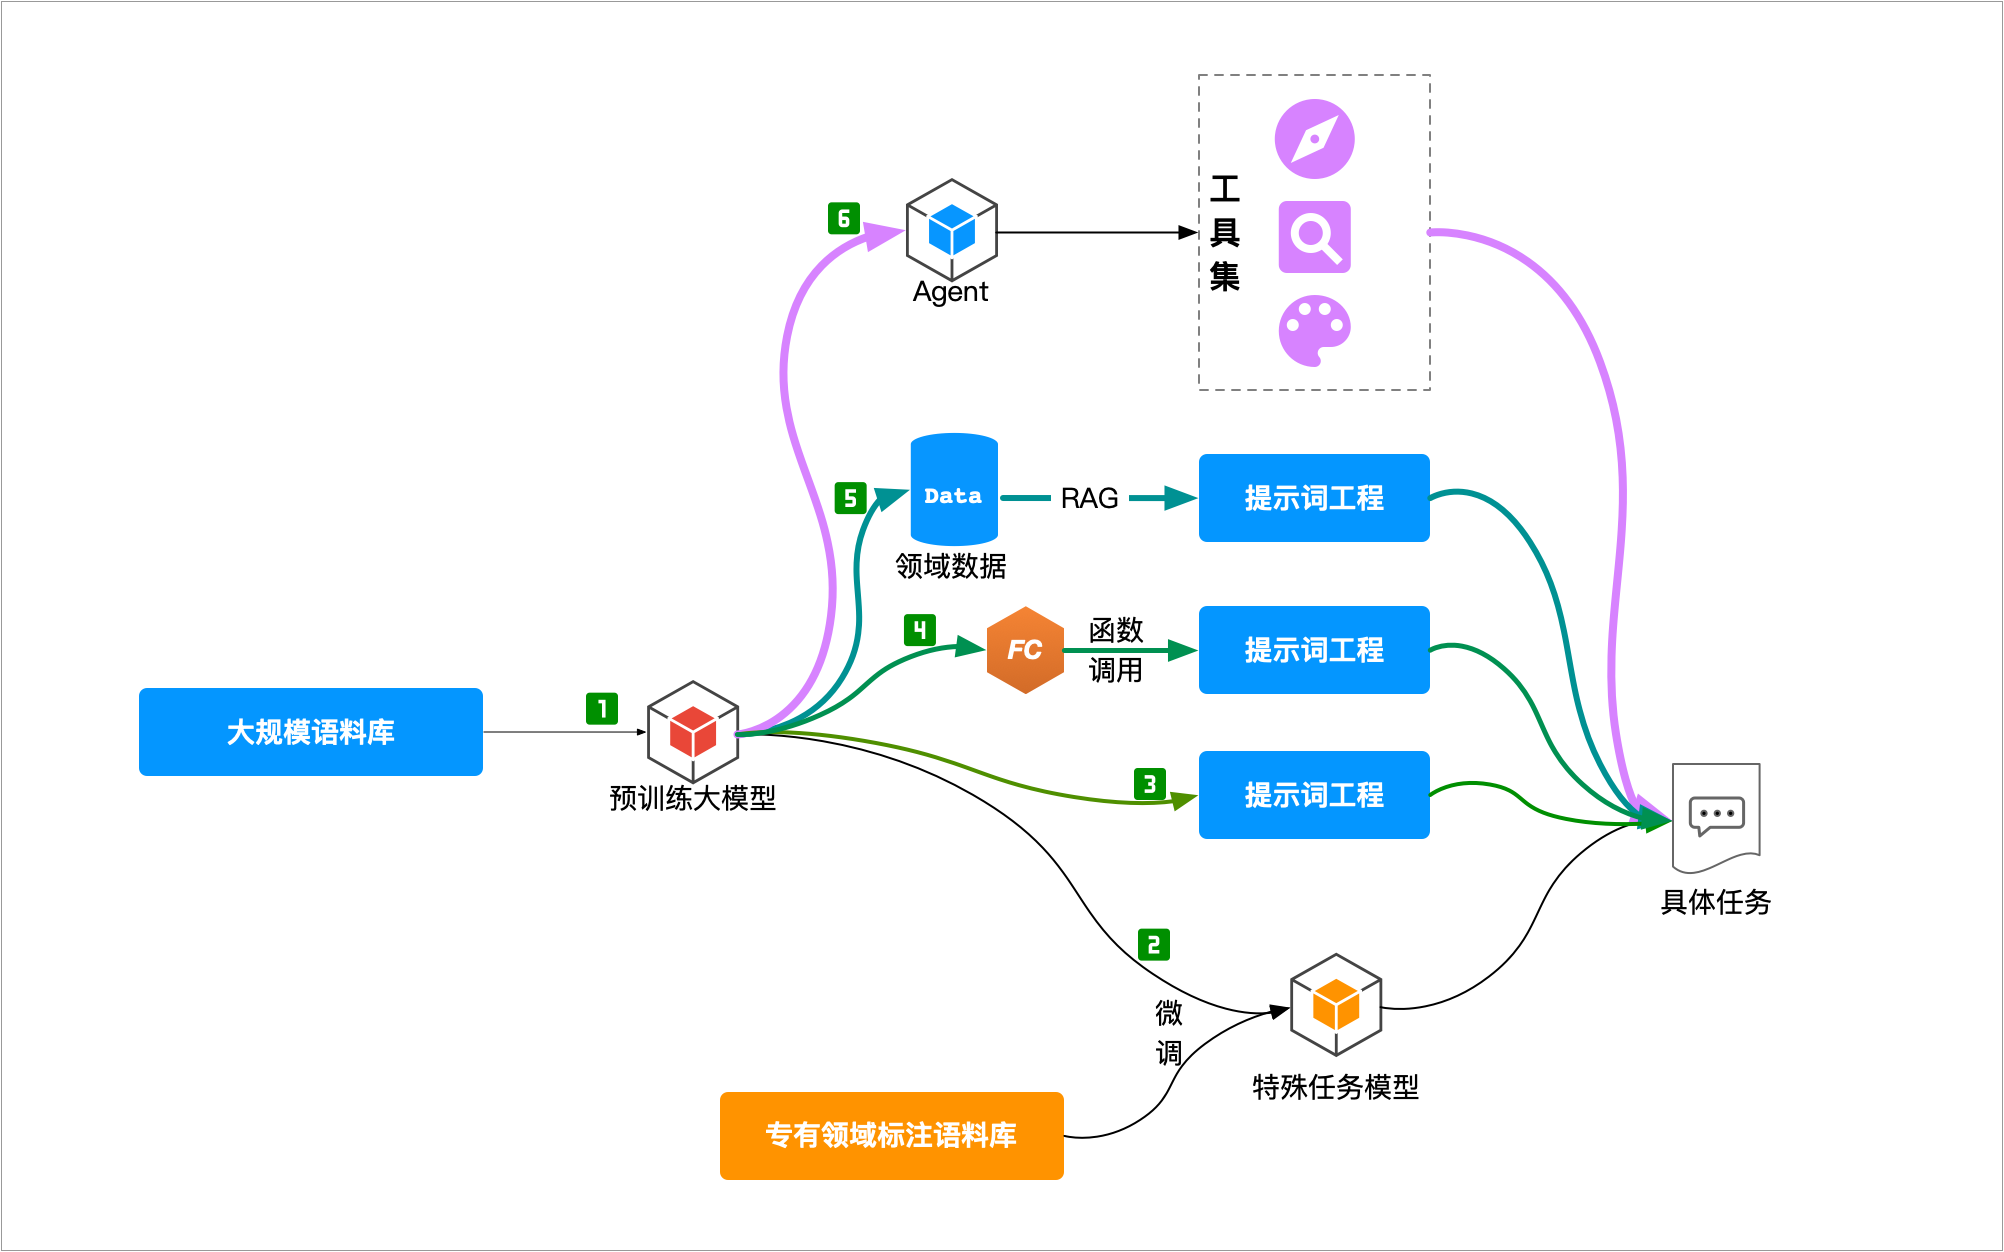 工
具
集
6
Agent
5
Data
RAG
提示词工程
领域数据
4
FC
函数
调用
提示词工程
1
大规模语料库
预训练大模型
3
提示词工程
具体任务
2
微
调
特殊任务模型
专有领域标注语料库